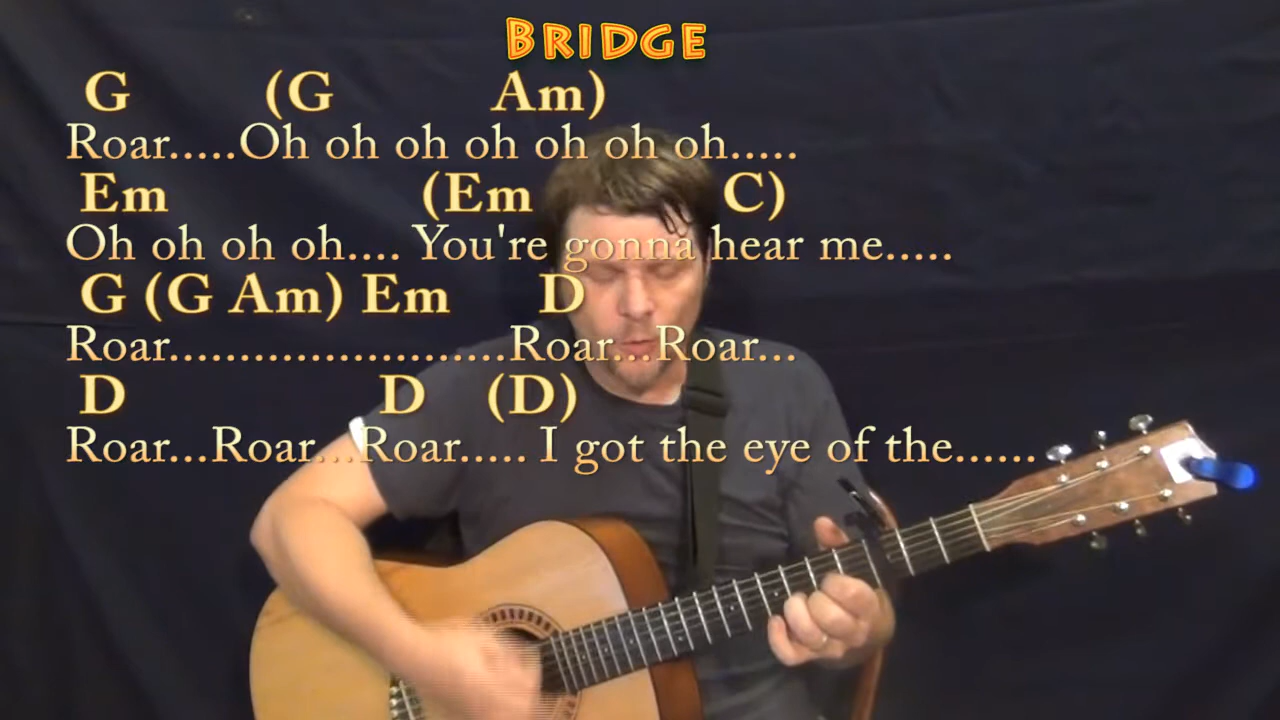 BRIDGE
G (G Am)
Roar.....Oh oh oh oh oh oh oh.....
Em (Em C)
Oh oh oh oh.... You're gonna hear me.....
G (G Am) Em D
Roar........................Roar...Roar...
D D (D)
Roar...Roar...Roar..... I got the eye of the......